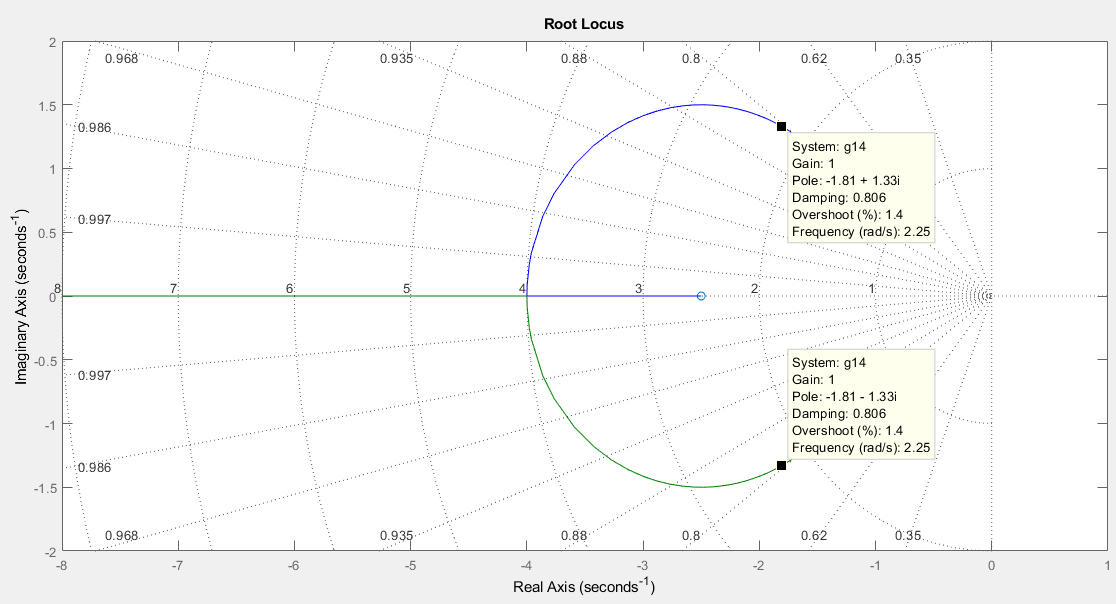 Root Locus
2
0.968
0.935
0.88
0.8
0.62
0.35
1.5
0.986
System: g14
Gain: 1
Pole: -1.81 + 1.33i
Damping: 0.806
Overshoot (%): 1.4
Frequency (rad/s): 2.25
1
0.997
0.5
Imaginary Axis (seconds-1)
8
7
6
5
4
3
2
1
0
-0.5
0.997
System: g14
Gain: 1
Pole: -1.81 - 1.33i
Damping: 0.806
Overshoot (%): 1.4
Frequency (rad/s): 2.25
-1
0.986
-1.5
0.968
0.935
0.88
0.8
0.62
0.35
-2
-8
-7
-6
-5
-4
-3
-2
-1
0
1
Real Axis (seconds-1)